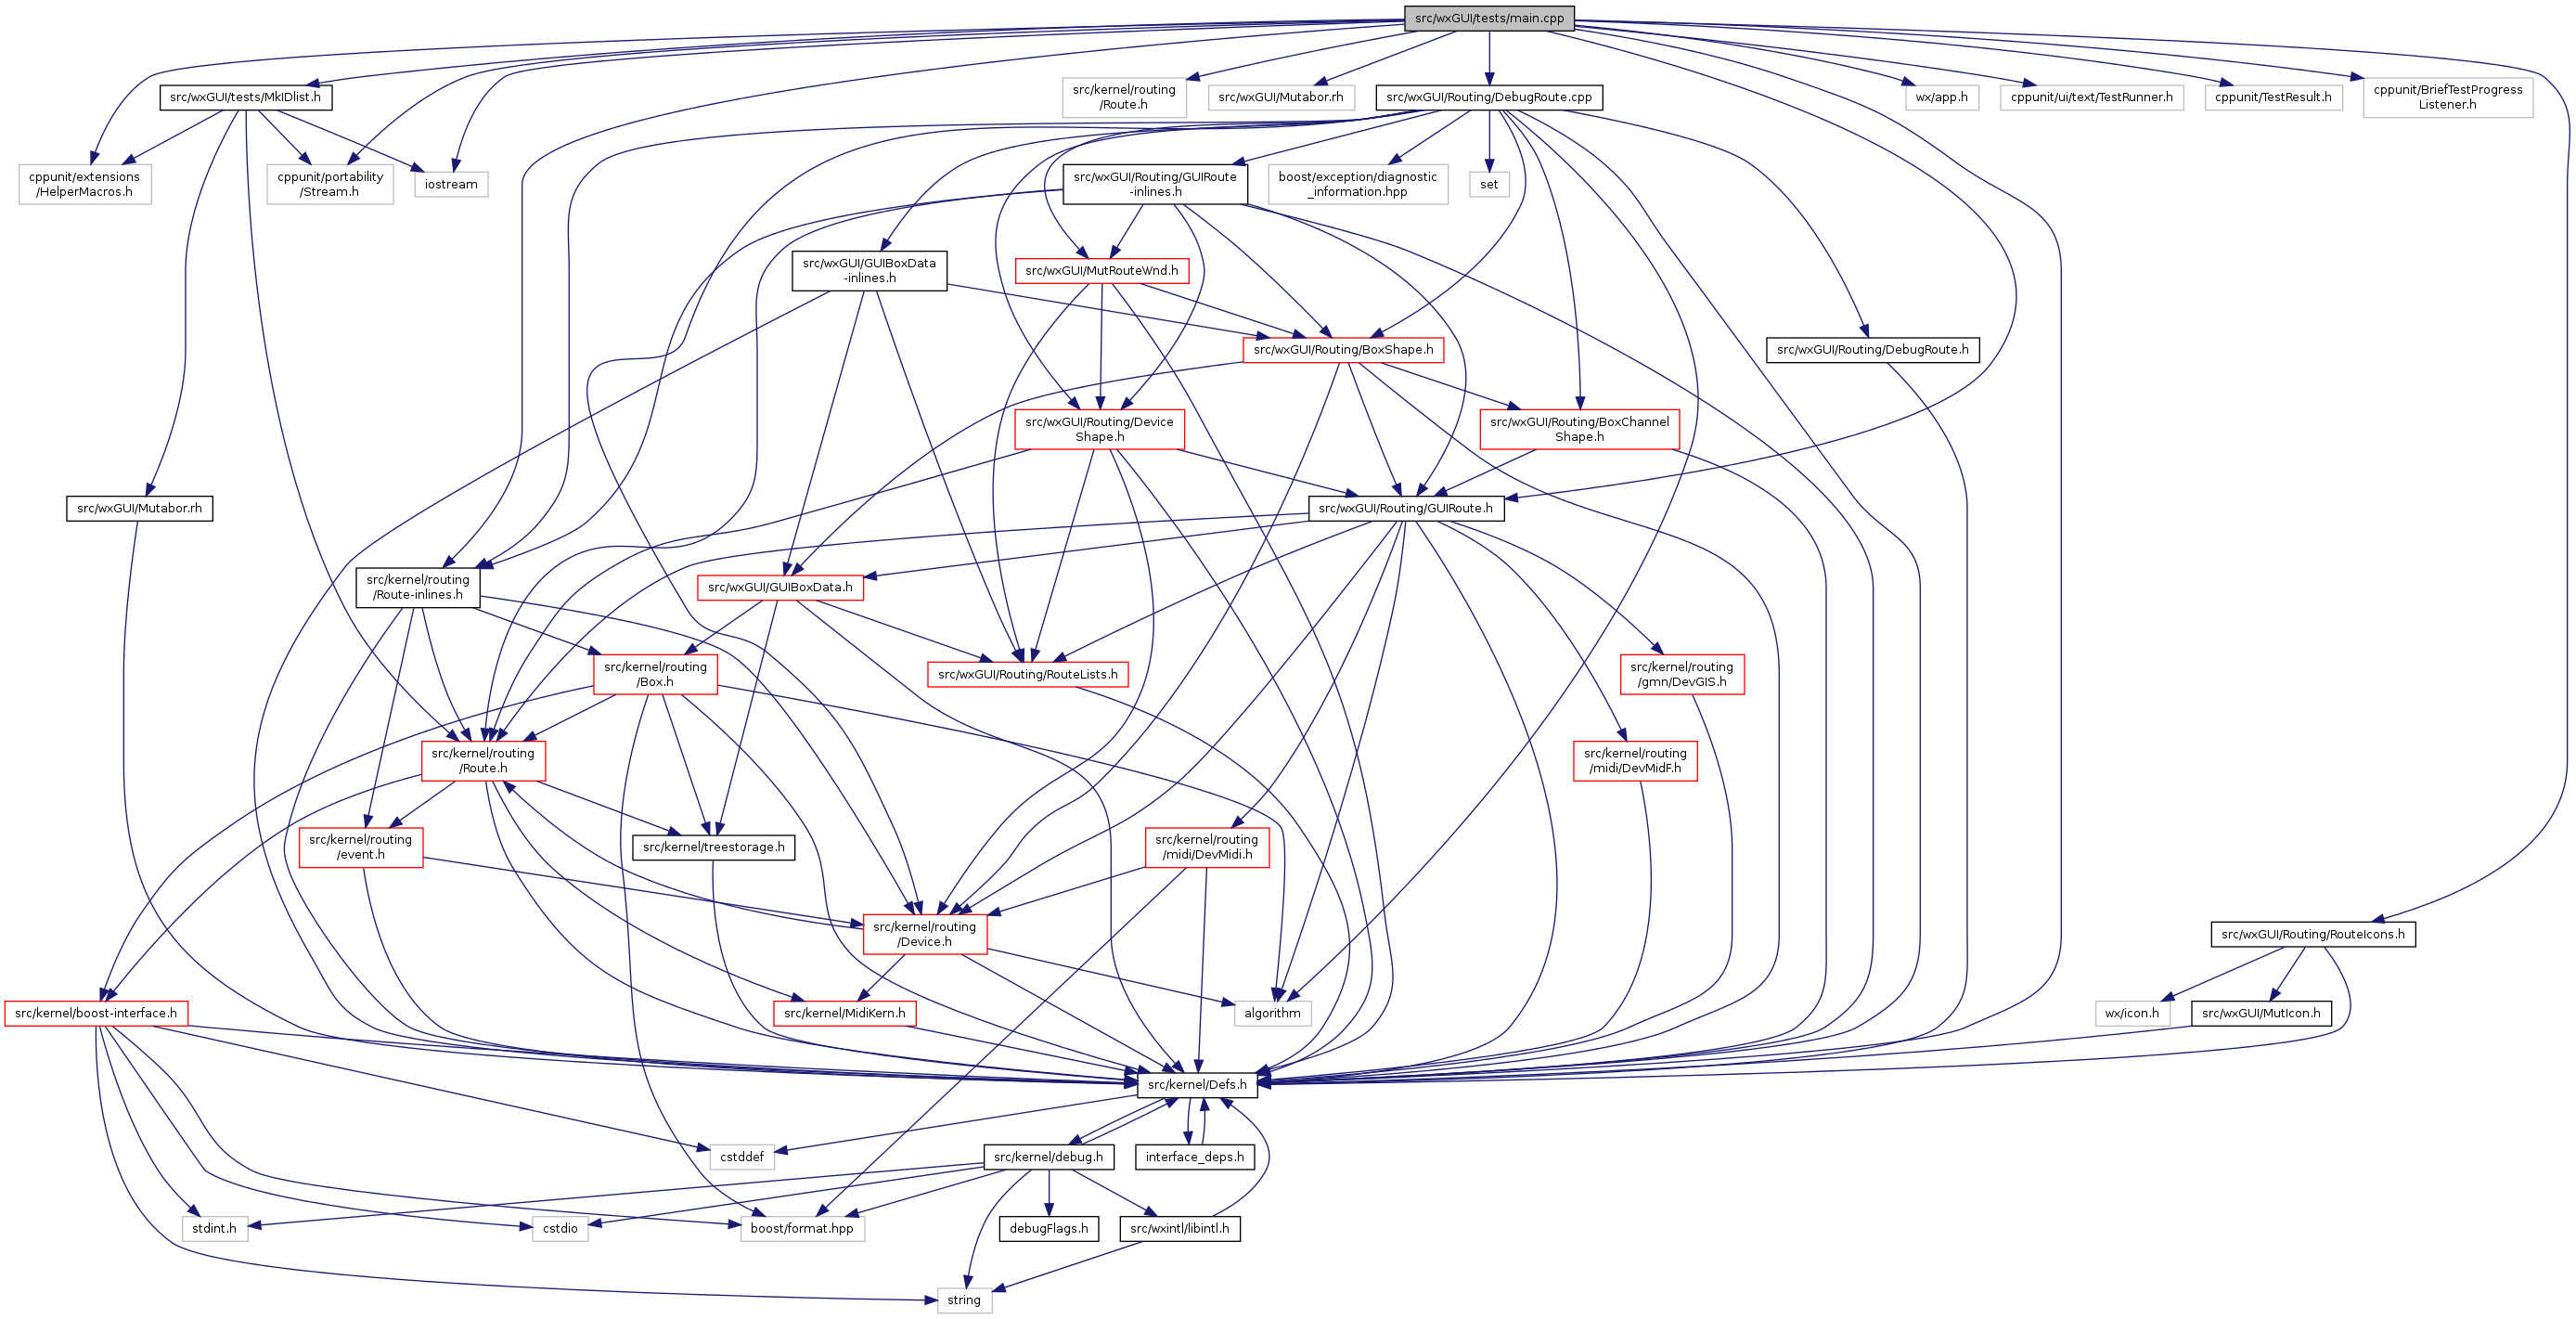 src/wxGUI/tests/main.cpp
src/wxGUI/tests/MkIDlist.h
src/kernel/routing
/Route.h
src/wxGUI/Mutabor.rh
src/wxGUI/Routing/DebugRoute.cpp
wx/app.h
cppunit/ui/text/TestRunner.h
cppunit/TestResult.h
cppunit/BriefTestProgress
Listener.h
cppunit/extensions
/HelperMacros.h
cppunit/portability
/Stream.h
iostream
src/wxGUI/Routing/GUIRoute
-inlines.h
boost/exception/diagnostic
_information.hpp
set
src/wxGUI/GUIBoxData
-inlines.h
src/wxGUI/MutRouteWnd.h
src/wxGUI/Routing/BoxShape.h
src/wxGUI/Routing/DebugRoute.h
src/wxGUI/Routing/Device
Shape.h
src/wxGUI/Routing/BoxChannel
Shape.h
src/wxGUI/Mutabor.rh
src/wxGUI/Routing/GUIRoute.h
src/kernel/routing
/Route-inlines.h
src/wxGUI/GUIBoxData.h
src/kernel/routing
/Box.h
src/wxGUI/Routing/RouteLists.h
src/kernel/routing
/gmn/DevGIS.h
src/kernel/routing
/Route.h
src/kernel/routing
/midi/DevMidF.h
src/kernel/routing
/event.h
src/kernel/treestorage.h
src/kernel/routing
/midi/DevMidi.h
src/kernel/routing
/Device.h
src/wxGUI/Routing/RouteIcons.h
src/kernel/boost-interface.h
src/kernel/MidiKern.h
algorithm
wx/icon.h
src/wxGUI/MutIcon.h
src/kernel/Defs.h
cstddef
src/kernel/debug.h
interface_deps.h
stdint.h
cstdio
boost/format.hpp
debugFlags.h
src/wxintl/libintl.h
string